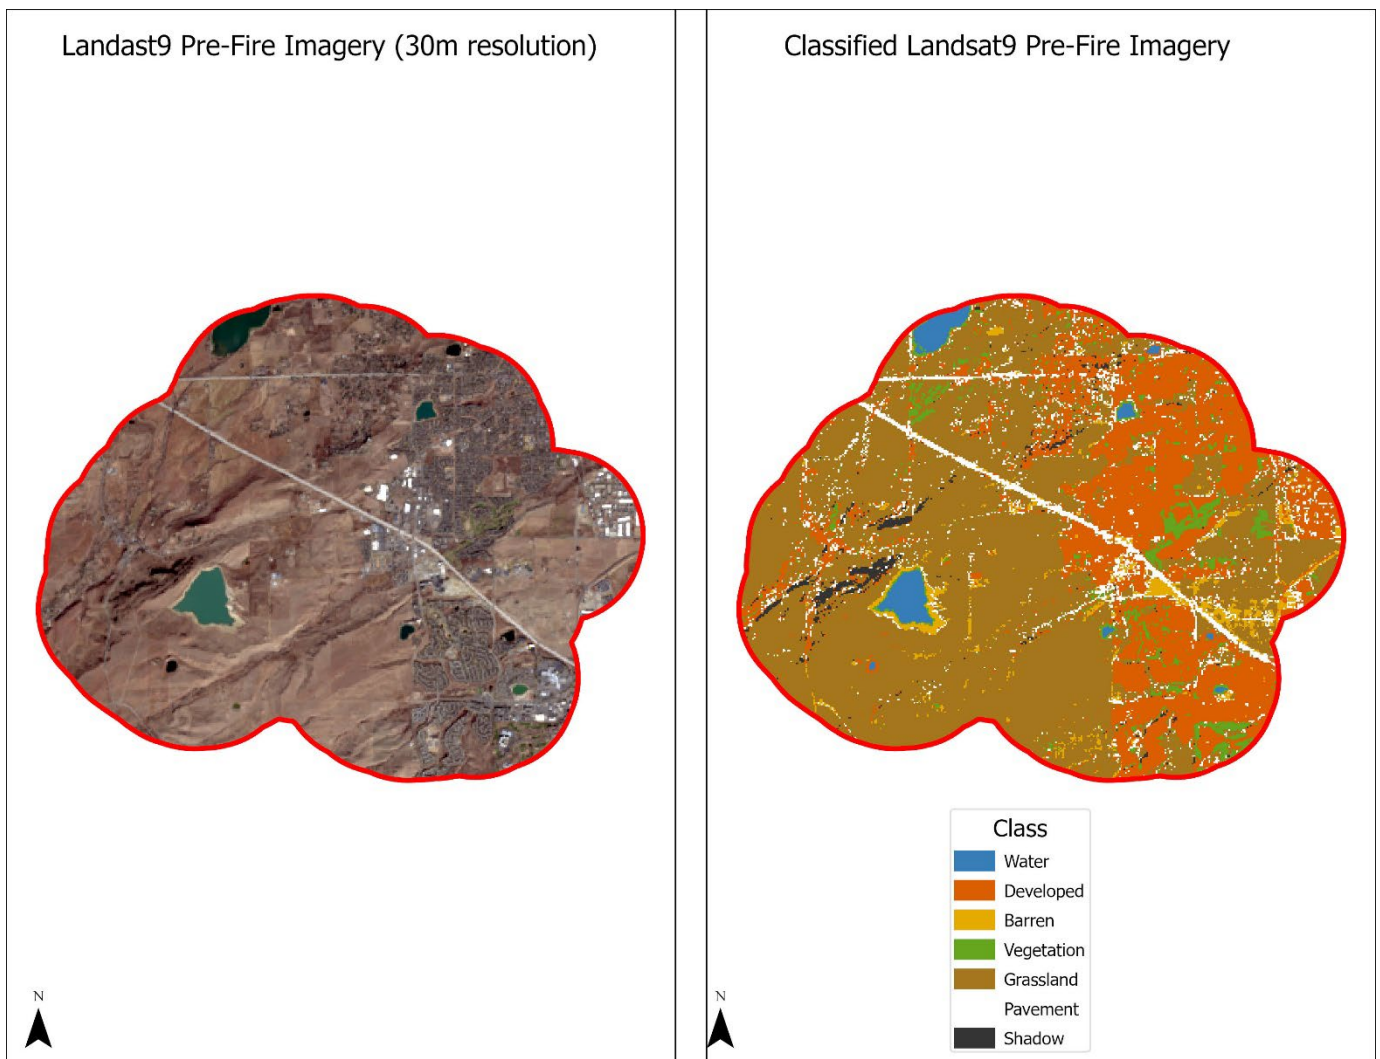 Landast9 Pre-Fire Imagery (30m resolution)
Classified Landsat9 Pre-Fire Imagery
Class
Water
Developed
Barren
Vegetation
Grassland
Pavement
Shadow
N
N